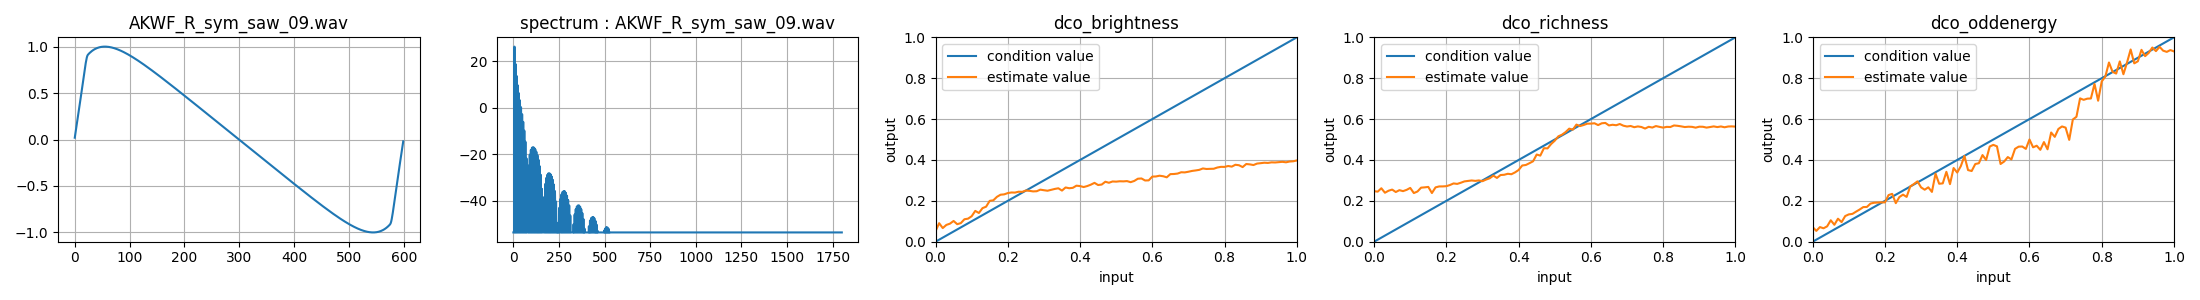 AKWF_R_sym_saw_09.wav
1.0
0.5
0.0
−0.5
−1.0
0 100 200 300 400 500 600
spectrum : AKWF_R_sym_saw_09.wav
20
0
−20
−40
0 250 500 750 1000 1250 1500 1750
dco_brightness
condition value
estimate value
output
1.0
0.8
0.6
0.4
0.2
0.0
0.0 0.2 0.4 0.6 0.8 1.0
input
dco_richness
condition value
estimate value
output
1.0
0.8
0.6
0.4
0.2
0.0
0.0 0.2 0.4 0.6 0.8 1.0
input
dco_oddenergy
condition value
estimate value
output
1.0
0.8
0.6
0.4
0.2
0.0
0.0 0.2 0.4 0.6 0.8 1.0
input